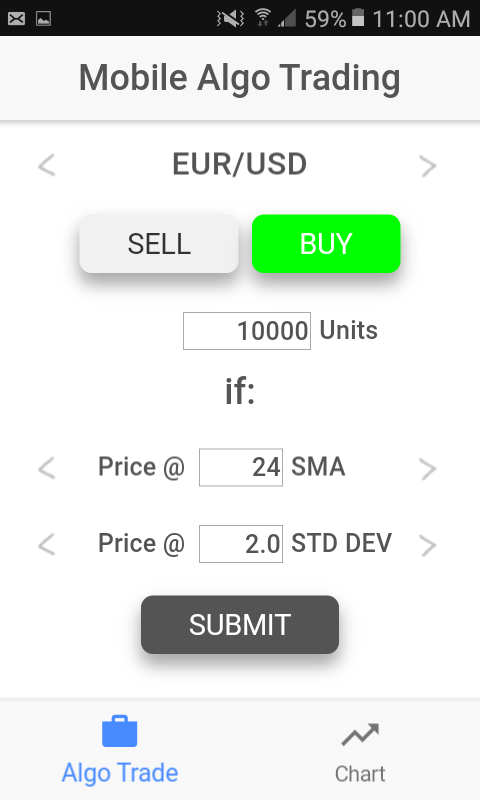 59% 11:00 AM
Mobile Algo Trading
< EUR/USD >
SELL BUY
10000 Units
if:
< Price @ 24 SMA >
< Price @ 2.0 STD DEV >
SUBMIT
Algo Trade Chart